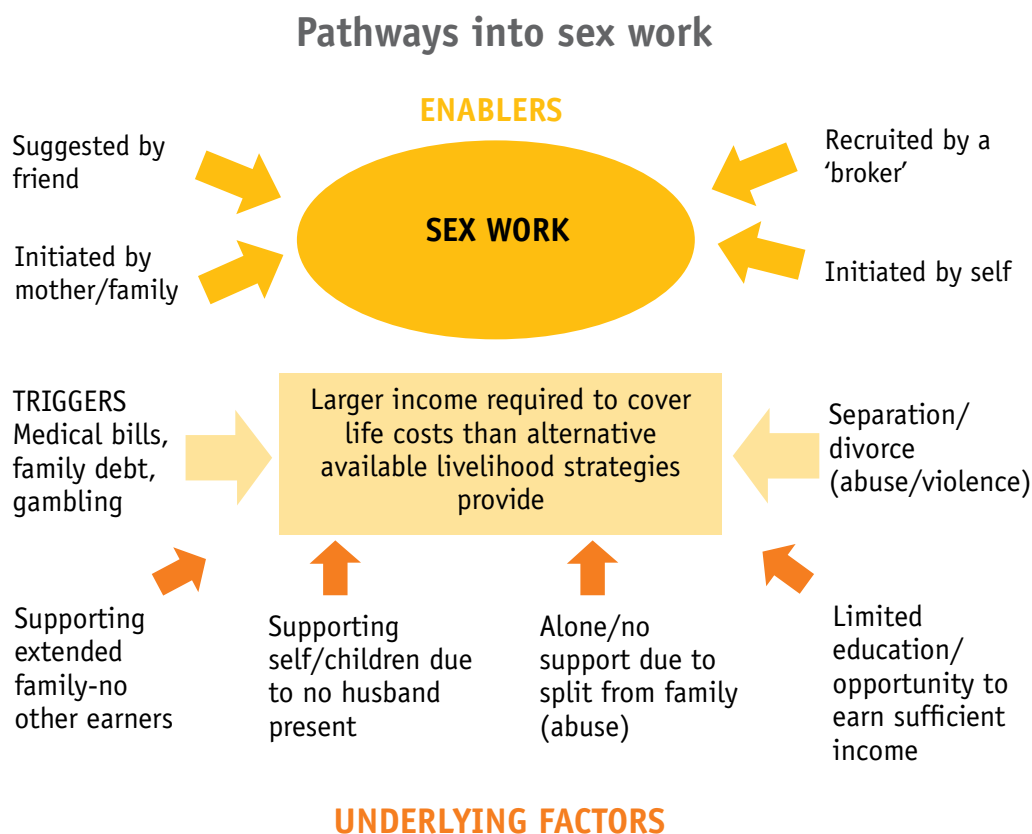 Pathways into sex work
ENABLERS
Suggested by
friend
Recruited by a
‘broker’
SEX WORK
Initiated by
mother/family
Initiated by self
TRIGGERS
Medical bills,
family debt,
gambling
Larger income required to cover
life costs than alternative
available livelihood strategies
provide
Separation/
divorce
(abuse/violence)
Supporting
extended
family-no
other earners
Supporting
self/children due
to no husband
present
Alone/no
support due to
split from family
(abuse)
Limited
education/
opportunity to
earn sufficient
income
UNDERLYING FACTORS